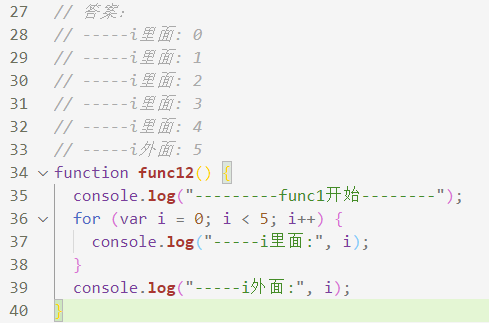 27 // 答案:
28 // -----i里面: 0
29 // -----i里面: 1
30 // -----i里面: 2
31 // -----i里面: 3
32 // -----i里面: 4
33 // -----i外面: 5
34 function func12() {
35 console.log("---------func1开始--------");
36 for (var i = 0; i < 5; i++) {
37 console.log("-----i里面:", i);
38 }
39 console.log("-----i外面:", i);
40 }